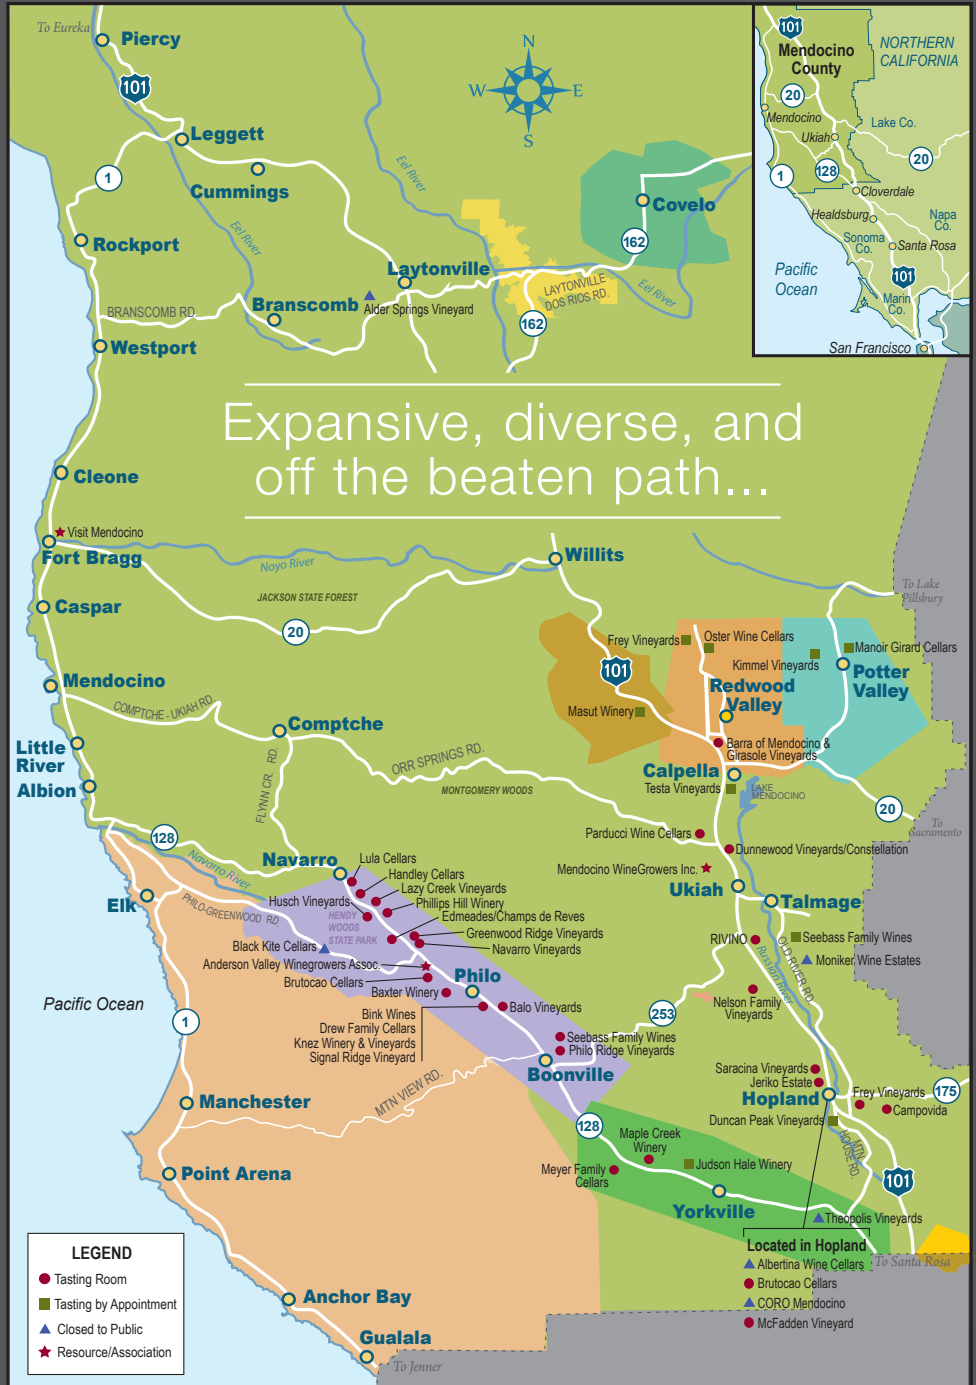 To Eureka
Piercy
101
Leggett
1
Cummings
Rockport
Eel River
Eel River
N
W
E
S
Covelo
162
Laytonville
LAYTONVILLE
DOS RIOS RD.
Eel River
Branscomb
Alder Springs Vineyard
BRANSCOMB RD.
162
Westport
101
Mendocino
County
NORTHERN
CALIFORNIA
20
Mendocino
Ukiah
Lake Co.
20
128
1
Cloverdale
Healdsburg
Napa
Co.
Sonoma
Co.
Santa Rosa
Pacific
Ocean
101
Marin
Co.
San Francisco
Expansive, diverse, and
off the beaten path...
Cleone
Visit Mendocino
Fort Bragg
Noyo River
Willits
JACKSON STATE FOREST
Caspar
20
To Lake
Pillsbury
Frey Vineyards
Oster Wine Cellars
Manoir Girard Cellars
Kimmel Vineyards
101
Potter
Valley
Redwood
Valley
Mendocino
COMPTCHE - UKIAH RD.
Masut Winery
Comptche
Barra of Mendocino &
Girasole Vineyards
Little
River
ORR SPRINGS RD.
Calpella
Albion
FLYNN CR. RD.
MONTGOMERY WOODS
Testa Vineyards
LAKE
MENDOCINO
20
To
Sacramento
128
Parducci Wine Cellars
Dunnewood Vineyards/Constellation
Navarro
Navarro River
Lula Cellars
Handley Cellars
Lazy Creek Vineyards
Mendocino WineGrowers Inc.
Ukiah
Elk
PHILO-GREENWOOD RD.
Husch Vineyards
Phillips Hill Winery
Talmage
HENDY
WOODS
STATE PARK
Edmeades/Champs de Reves
Greenwood Ridge Vineyards
Navarro Vineyards
Black Kite Cellars
RIVINO
Seebass Family Wines
Anderson Valley Winegrowers Assoc.
Moniker Wine Estates
Brutocao Cellars
Philo
OLD RIVER RD.
Russian River
Baxter Winery
Nelson Family
Vineyards
Pacific Ocean
Balo Vineyards
Bink Wines
Drew Family Cellars
Knez Winery & Vineyards
Signal Ridge Vineyard
253
1
Seebass Family Wines
Philo Ridge Vineyards
Boonville
MTN VIEW RD.
Saracina Vineyards
Jeriko Estate
Hopland
Frey Vineyards
175
Campovida
Manchester
128
Duncan Peak Vineyards
Maple Creek
Winery
MTN.
HOUSE RD.
Meyer Family
Cellars
Judson Hale Winery
101
Point Arena
Yorkville
Theopolis Vineyards
Located in Hopland
Albertina Wine Cellars
Brutocao Cellars
CORO Mendocino
McFadden Vineyard
To Santa Rosa
LEGEND
Tasting Room
Tasting by Appointment
Closed to Public
Resource/Association
Anchor Bay
Gualala
To Jenner